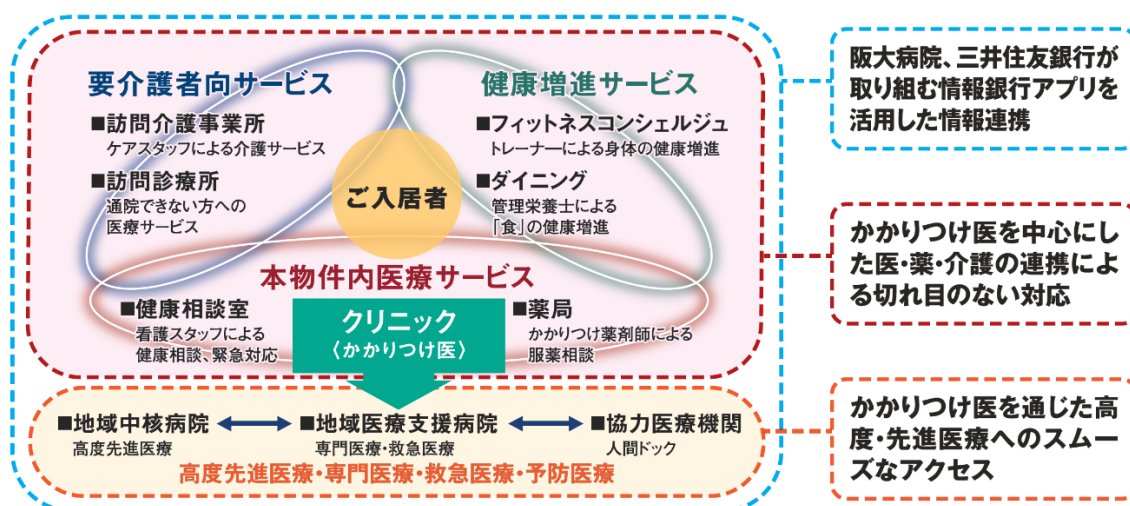 要介護者向サービス
■訪問介護事業所
ケアスタッフによる介護サービス
■訪問診療所
通院できない方への
医療サービス
健康増進サービス
■フィットネスコンシェルジュ
トレーナーによる身体の健康増進
■ダイニング
管理栄養士による
「食」の健康増進
ご入居者
本物件内医療サービス
■健康相談室
看護スタッフによる
健康相談、緊急対応
クリニック
〈かかりつけ医〉
■薬局
かかりつけ薬剤師による
服薬相談
■地域中核病院
高度先進医療
■地域医療支援病院
専門医療・救急医療
■協力医療機関
人間ドック
高度先進医療・専門医療・救急医療・予防医療
阪大病院、三井住友銀行が
取り組む情報銀行アプリを
活用した情報連携
かかりつけ医を中心にし
た医・薬・介護の連携によ
る切れ目のない対応
かかりつけ医を通じた高
度・先進医療へのスムー
ズなアクセス